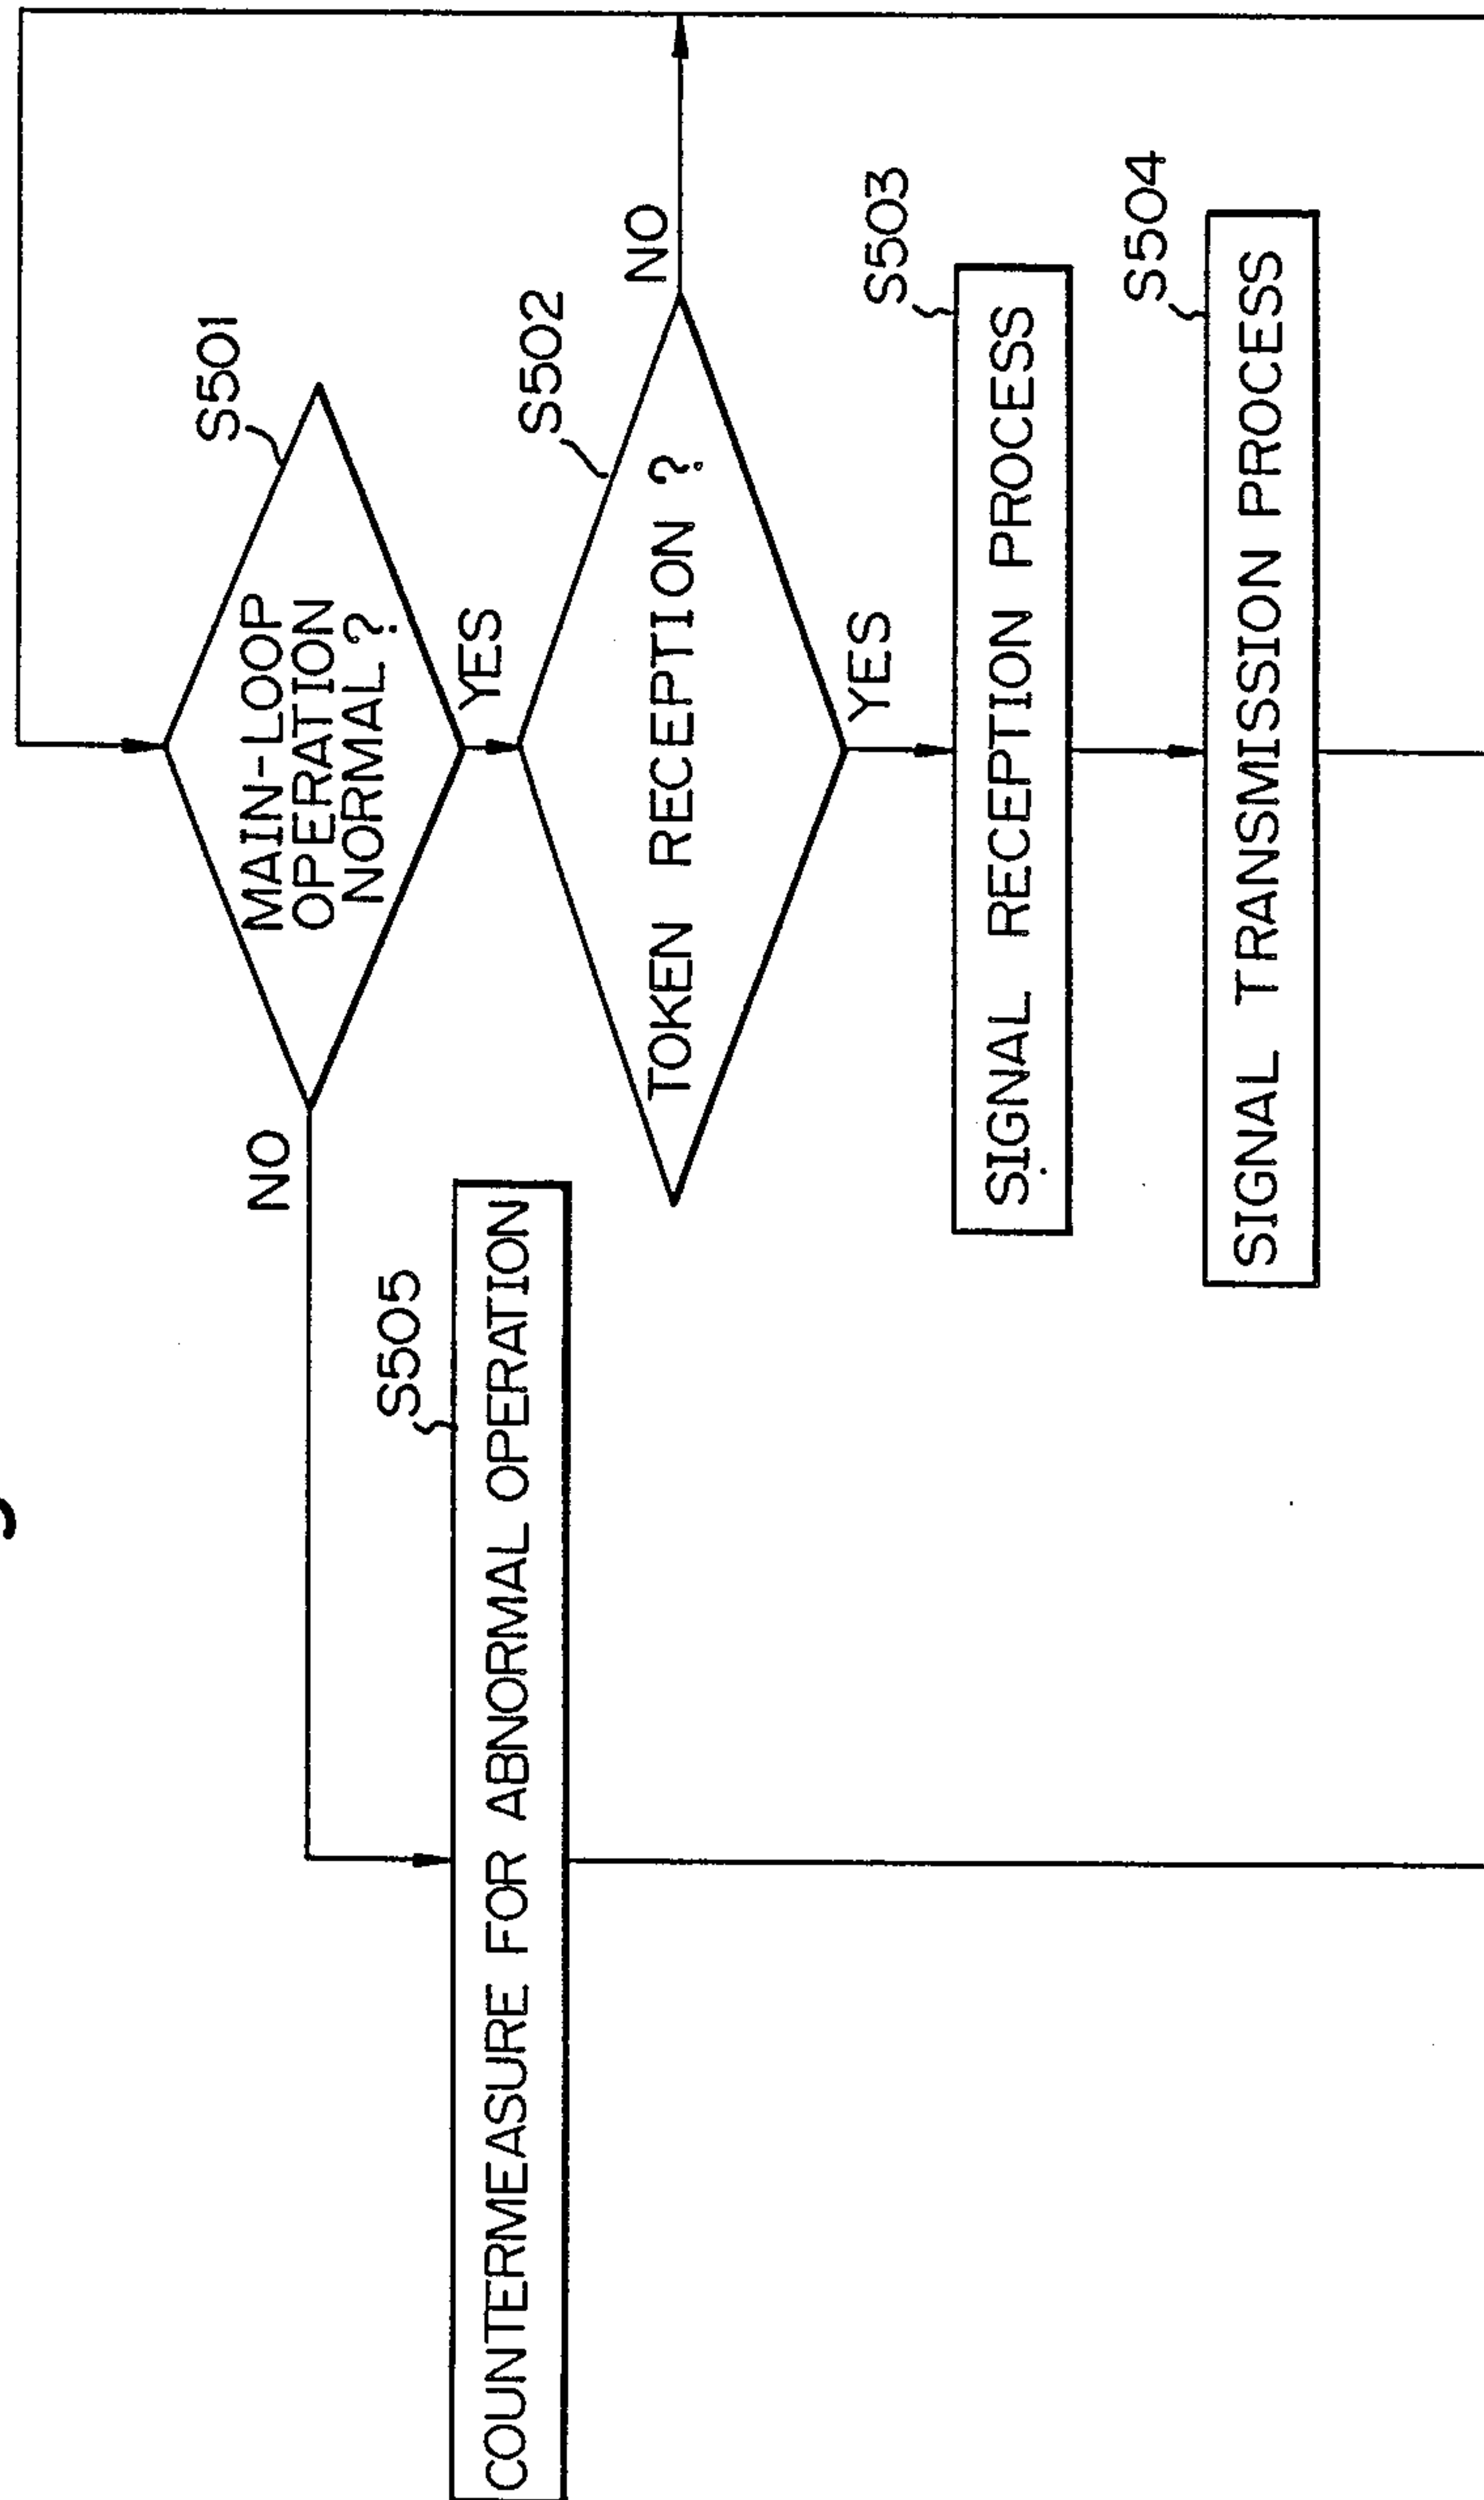 S501
MAIN-LOOP
OPERATION
NORMAL?
NO
YES
S502
TOKEN RECEPTION?
NO
YES
S503
SIGNAL RECEPTION PROCESS
S504
SIGNAL TRANSMISSION PROCESS
S505
COUNTERMEASURE FOR ABNORMAL OPERATION